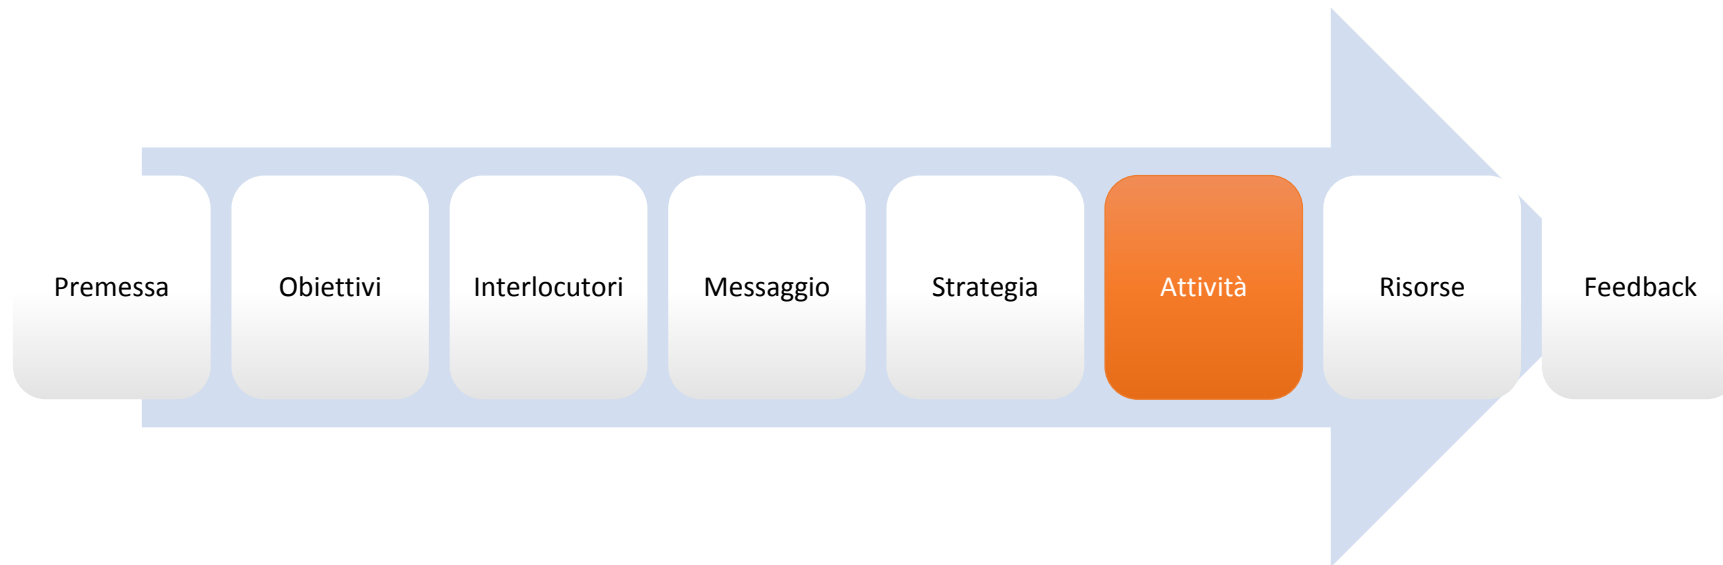 Premessa
Obiettivi
Interlocutori
Messaggio
Strategia
Attività
Risorse
Feedback